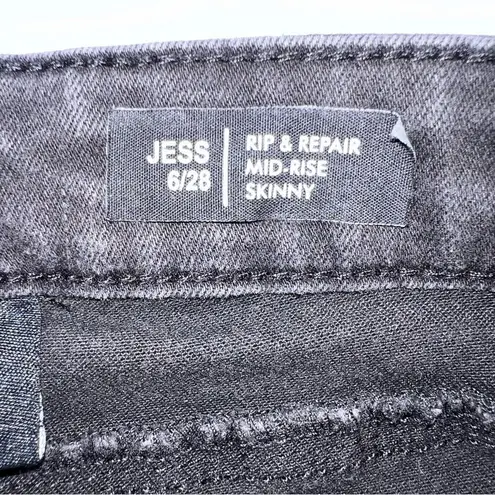 JESS
6/28
RIP & REPAIR
MID-RISE
SKINNY